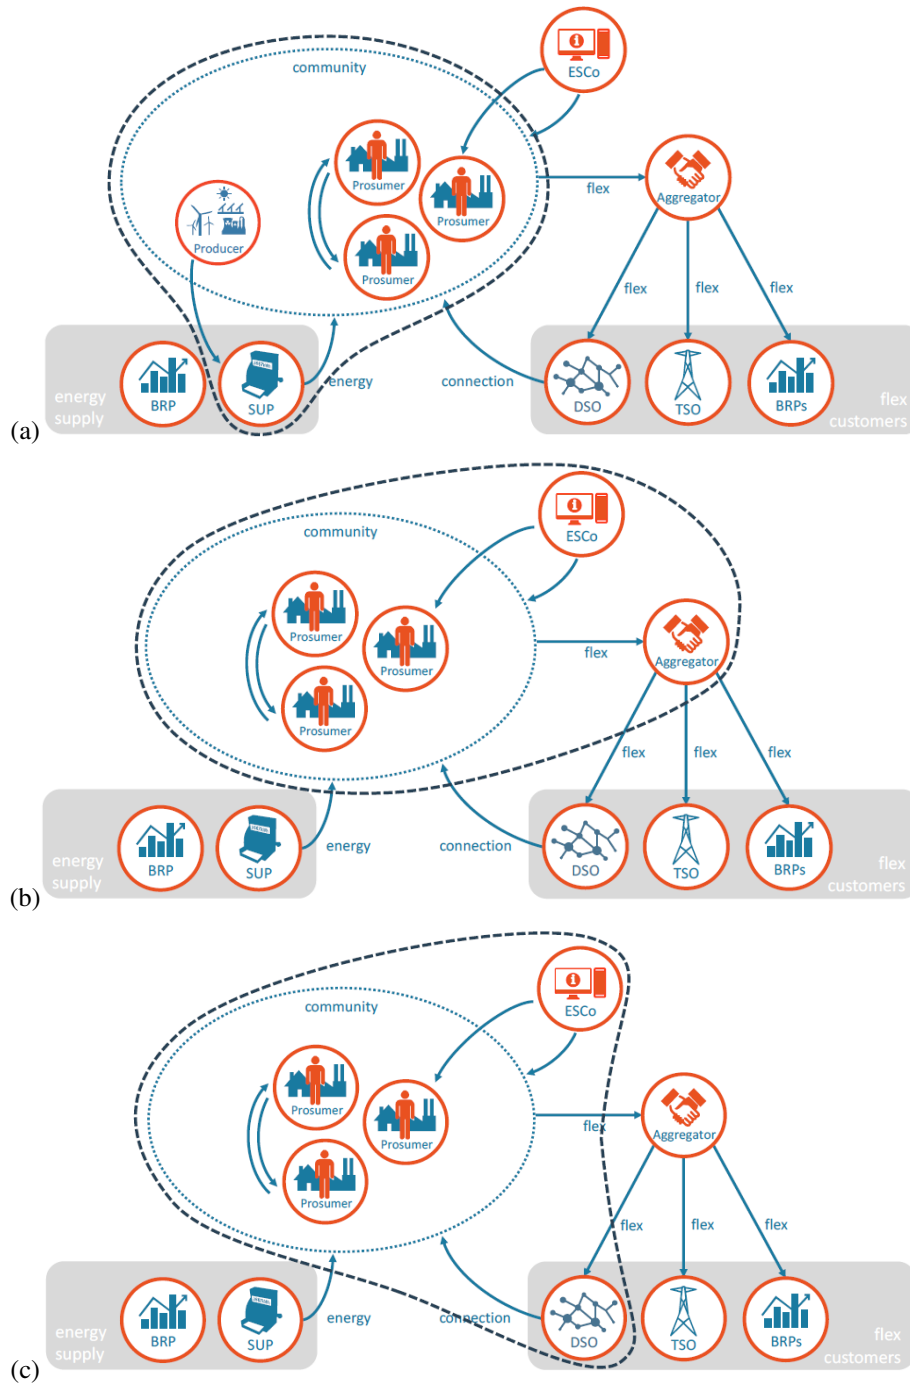 community
ESCo
Prosumer
Prosumer
Prosumer
Producer
flex
Aggregator
flex
flex
flex
energy
supply
BRP
SUP
energy
connection
DSO
TSO
BRPs
flex
customers
(a)
community
ESCo
Prosumer
Prosumer
Prosumer
flex
Aggregator
flex
flex
flex
energy
supply
BRP
SUP
energy
connection
DSO
TSO
BRPs
flex
customers
(b)
community
ESCo
Prosumer
Prosumer
Prosumer
flex
Aggregator
flex
flex
flex
energy
supply
BRP
SUP
energy
connection
DSO
TSO
BRPs
flex
customers
(c)